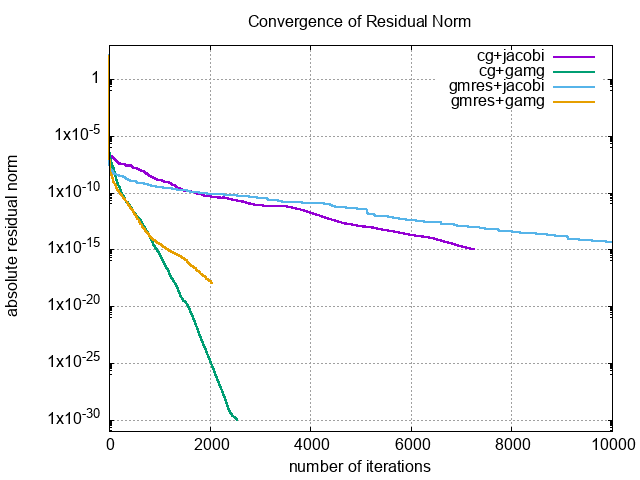 Convergence of Residual Norm
cg+jacobi
cg+gamg
gmres+jacobi
gmres+gamg
1
1x10^-5
1x10^-10
1x10^-15
1x10^-20
1x10^-25
1x10^-30
absolute residual norm
0 2000 4000 6000 8000 10000
number of iterations